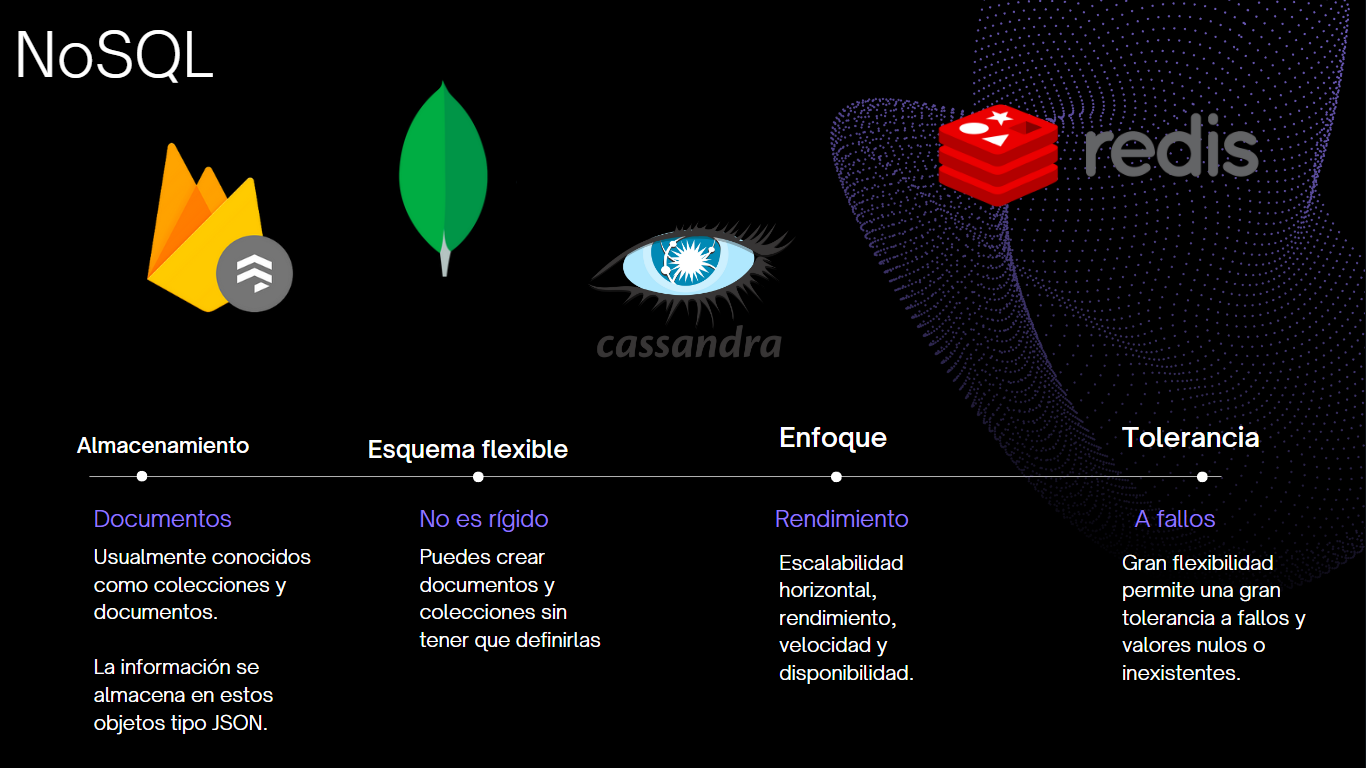 NoSQL
redis
cassandra
Almacenamiento
Documentos
Usualmente conocidos
como colecciones y
documentos.
La información se
almacena en estos
objetos tipo JSON.
Esquema flexible
No es rígido
Puedes crear
documentos y
colecciones sin
tener que definirlas
Enfoque
Rendimiento
Escalabilidad
horizontal,
rendimiento,
velocidad y
disponibilidad.
Tolerancia
A fallos
Gran flexibilidad
permite una gran
tolerancia a fallos y
valores nulos o
inexistentes.